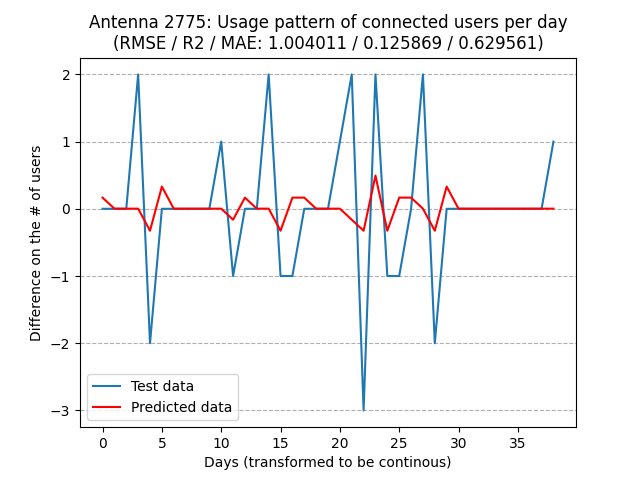 Antenna 2775: Usage pattern of connected users per day
(RMSE / R2 / MAE: 1.004011 / 0.125869 / 0.629561)
Difference on the # of users
2
1
0
−1
−2
−3
Test data
Predicted data
0 5 10 15 20 25 30 35
Days (transformed to be continous)